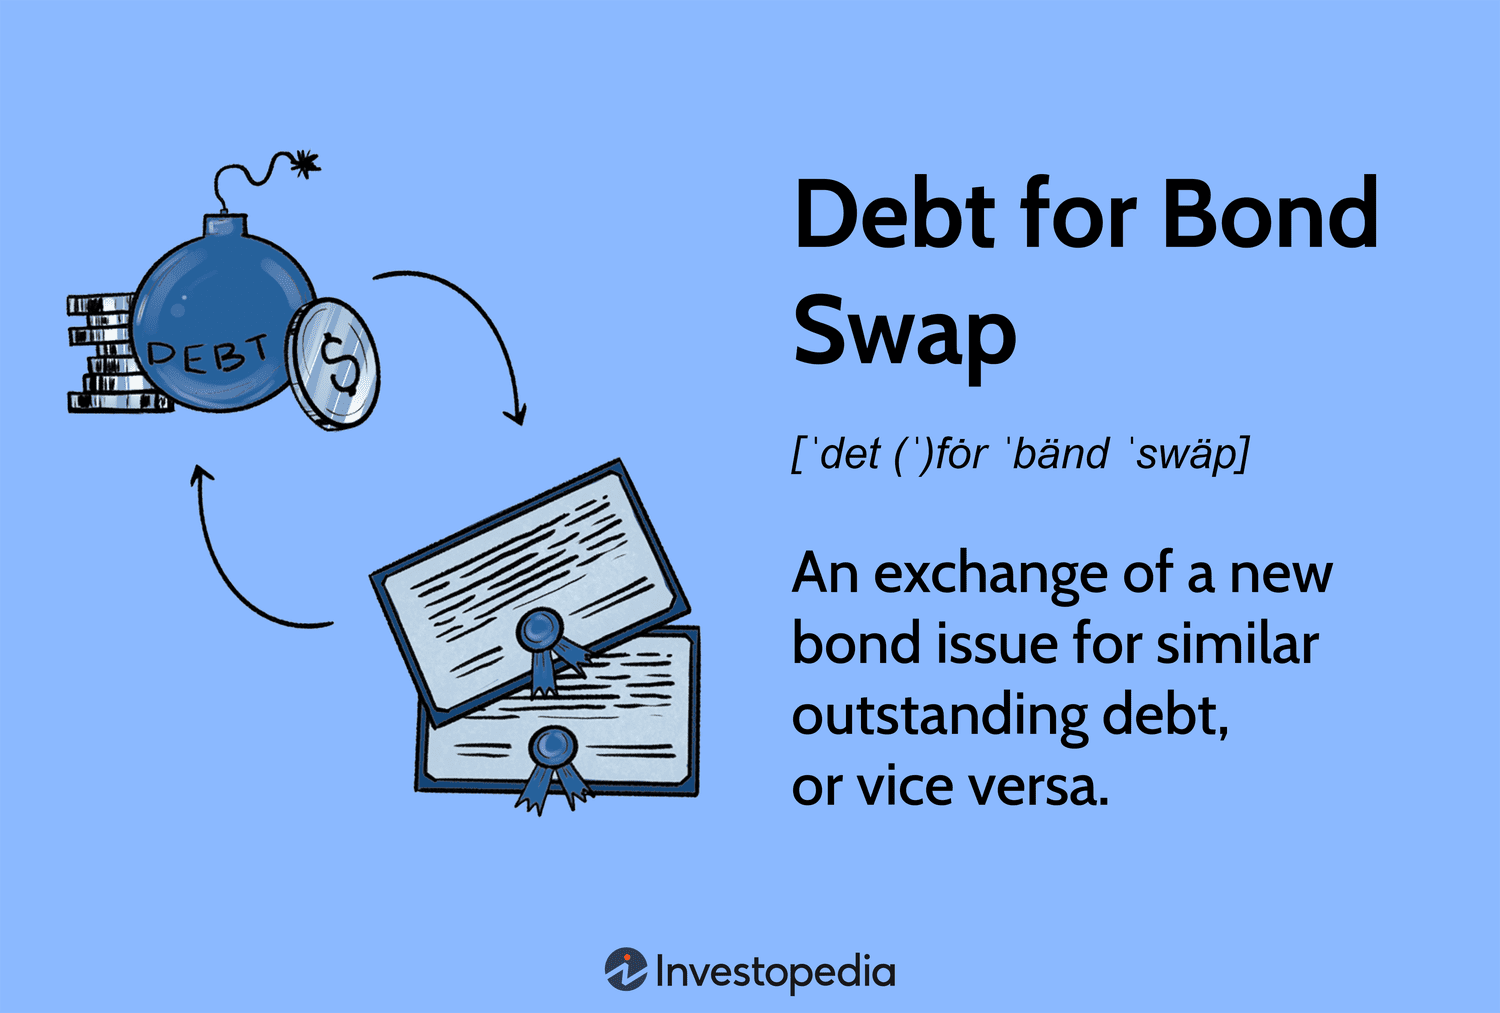 DEBT
$
Debt for Bond
Swap
[ˈdet (ˈ)fȯr ˈbänd ˈswäp]
An exchange of a new
bond issue for similar
outstanding debt,
or vice versa.
Investopedia